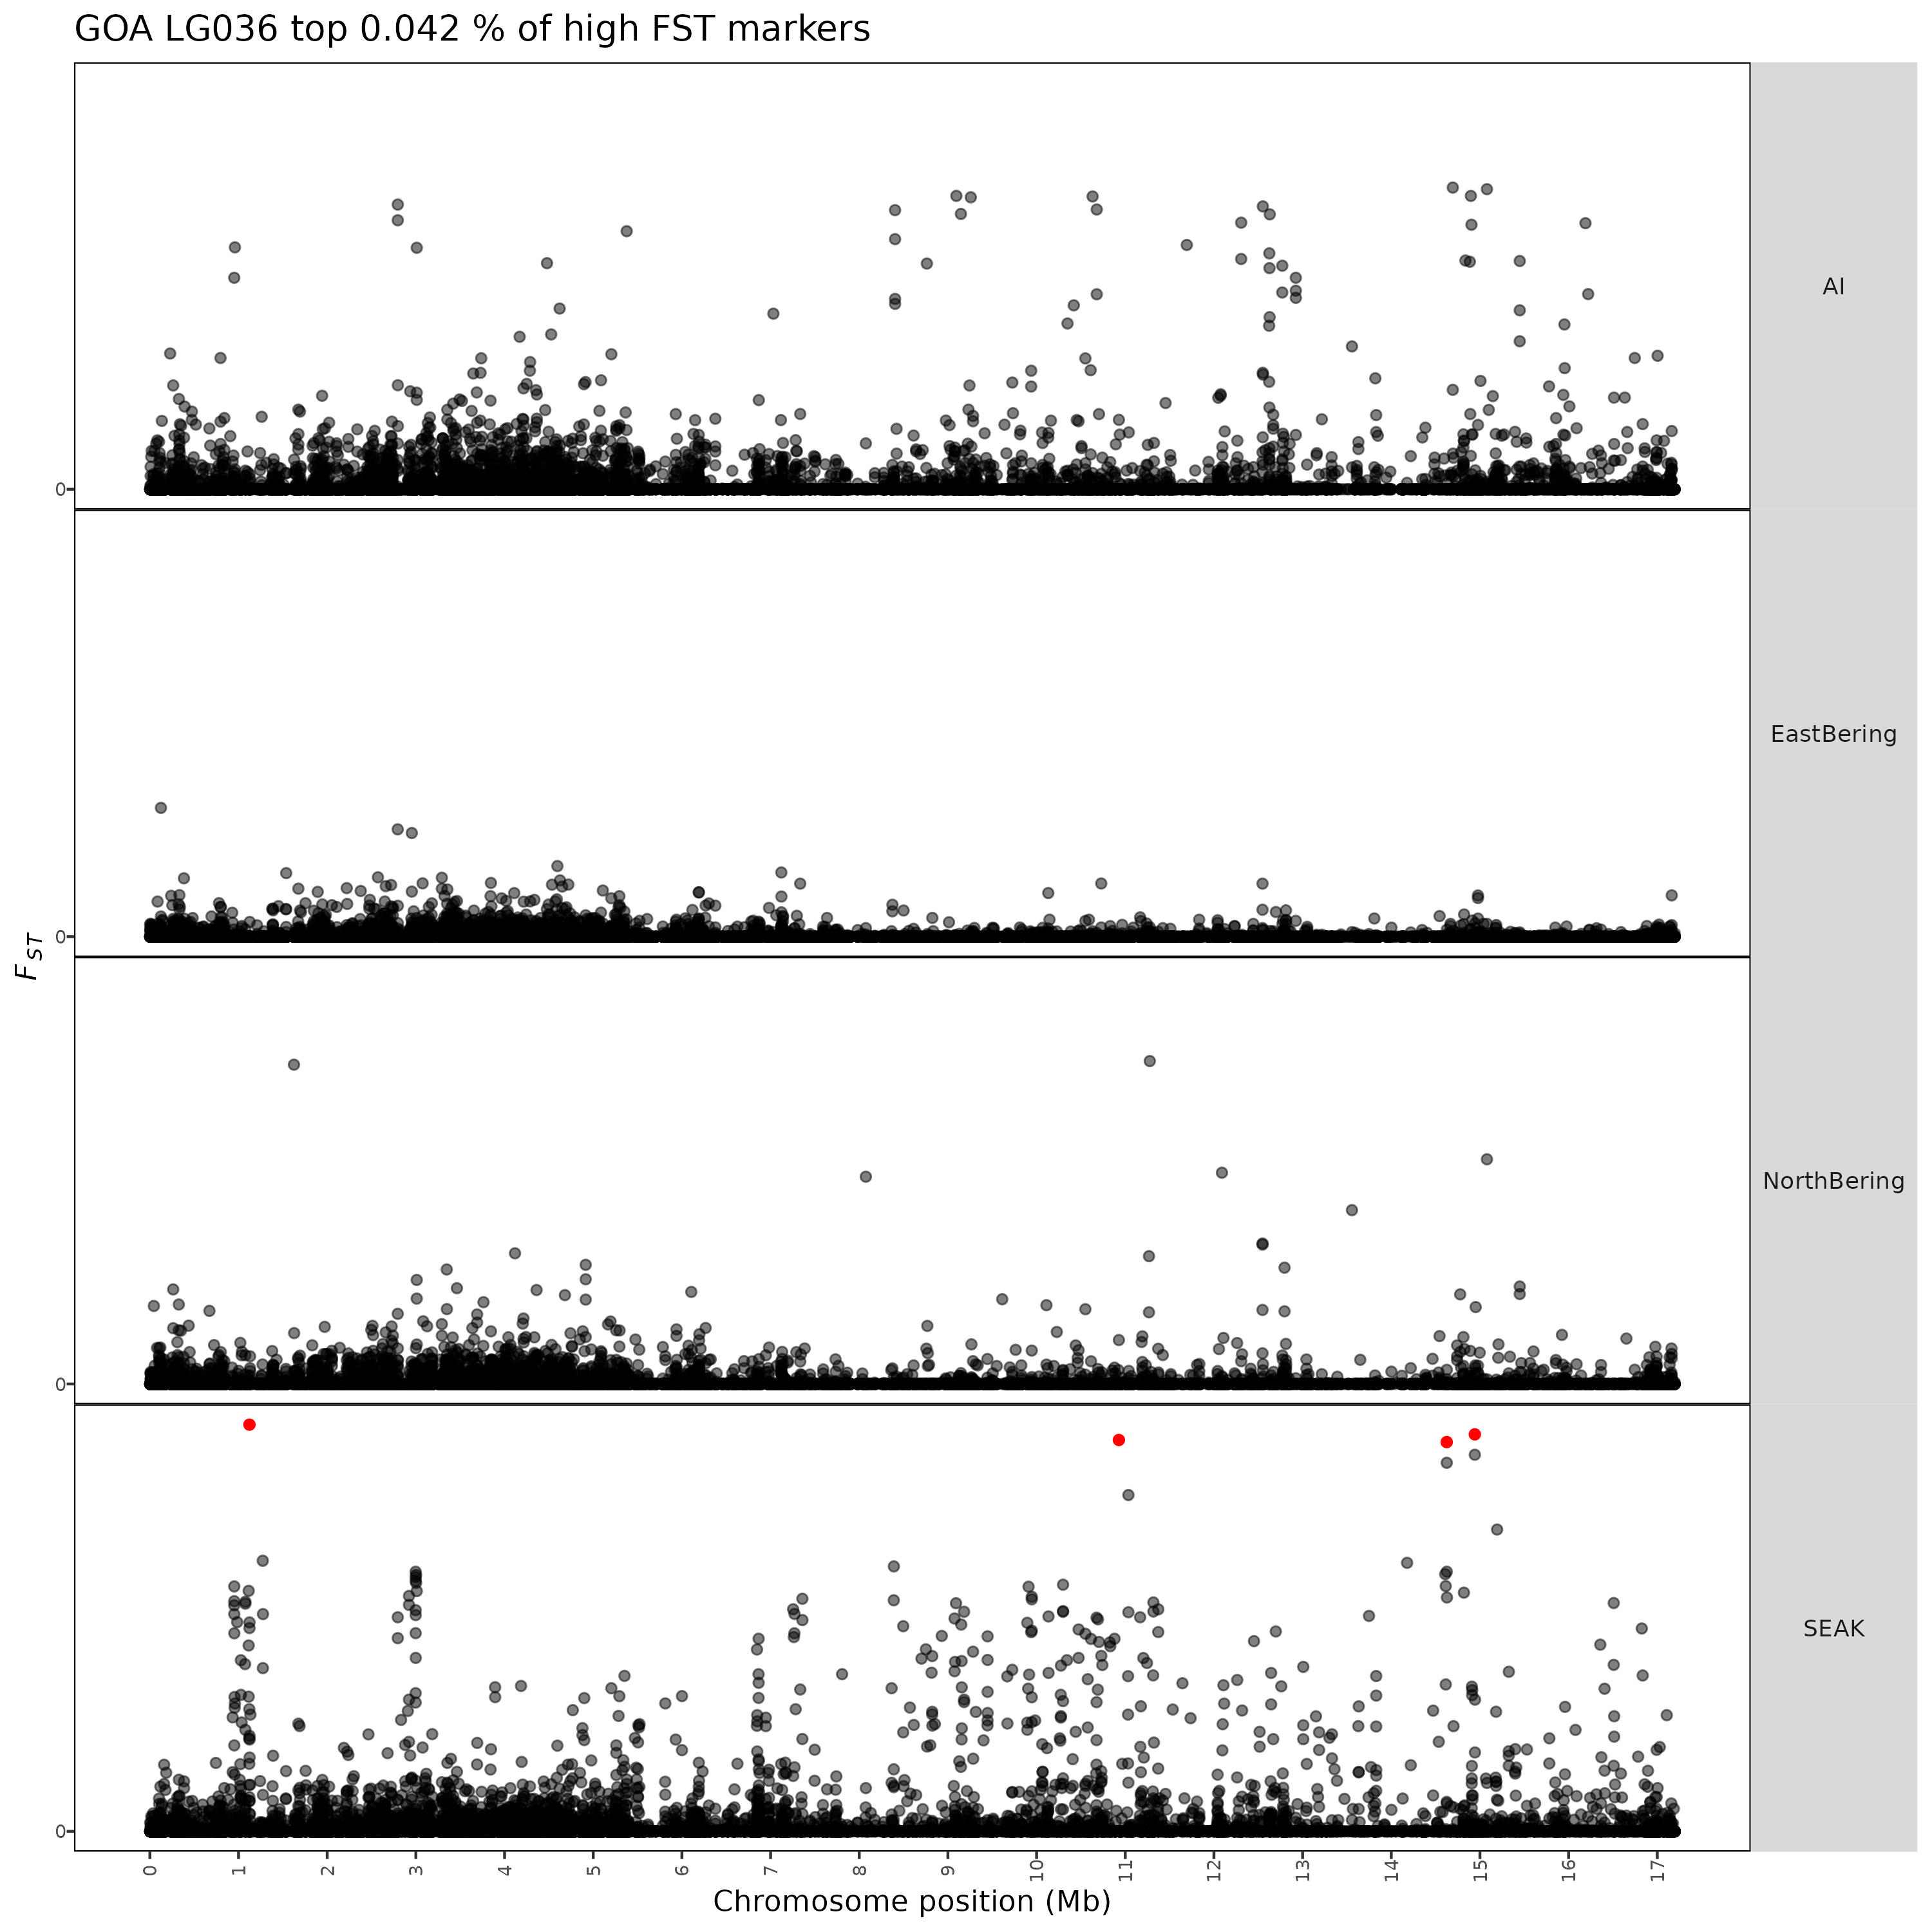 GOA LG036 top 0.042 % of high FST markers
AI
0
EastBering
0
FST
NorthBering
0
SEAK
0
0 1 2 3 4 5 6 7 8 9 10 11 12 13 14 15 16 17
Chromosome position (Mb)